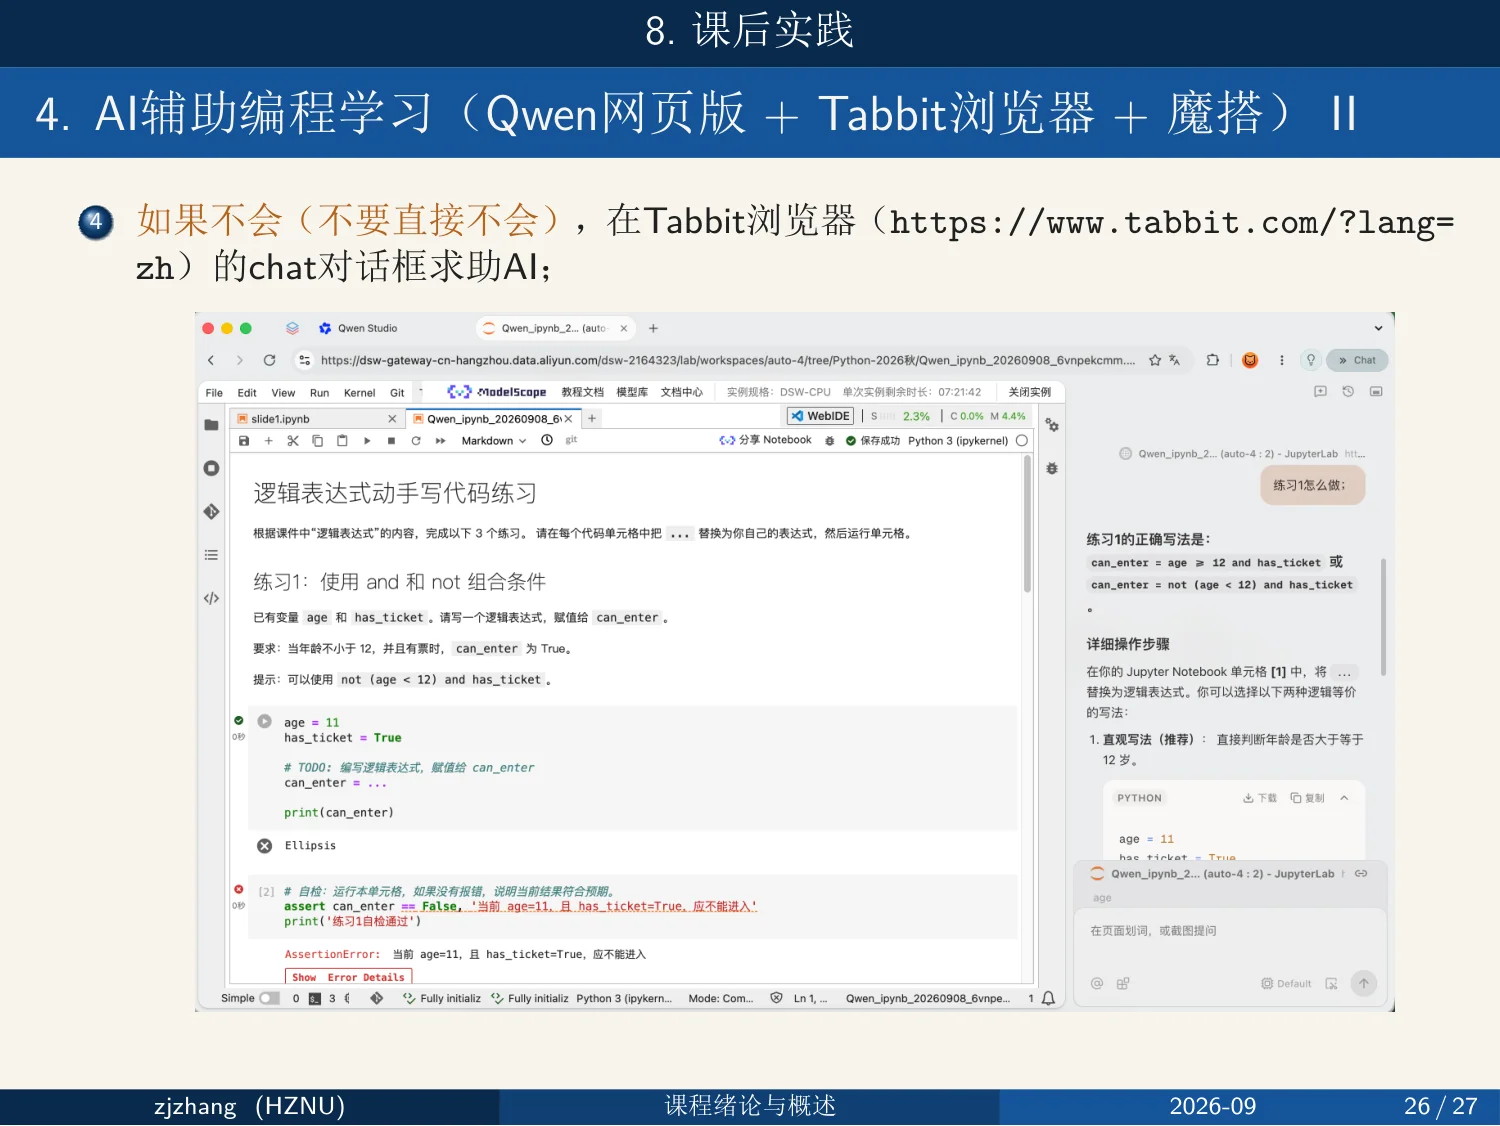 8. 课后实践
4. AI辅助编程学习（Qwen网页版 + Tabbit浏览器 + 魔搭） II
4 如果不会（不要直接不会），在Tabbit浏览器（https://www.tabbit.com/?lang=
zh）的chat对话框求助AI；
Qwen Studio
Qwen_ipynb_2... (auto-
https://dsw-gateway-cn-hangzhou.data.aliyun.com/dsw-2164323/lab/workspaces/auto-4/tree/Python-2026秋/Qwen_ipynb_20260908_6vnpekcmm....
Chat
File Edit View Run Kernel Git
ModelScope 教程文档 模型库 文档中心 实例规格：DSW-CPU 单次实例剩余时长：07:21:42 关闭实例
slide1.ipynb
Qwen_ipynb_20260908_6
WebIDE S 2.3% C 0.0% M 4.4%
Markdown git 分享 Notebook 保存成功 Python 3 (ipykernel)
逻辑表达式动手写代码练习
根据课件中“逻辑表达式”的内容，完成以下 3 个练习。 请在每个代码单元格中把 ... 替换为你自己的表达式，然后运行单元格。
练习1：使用 and 和 not 组合条件
已有变量 age 和 has_ticket 。请写一个逻辑表达式，赋值给 can_enter 。
要求：当年龄不小于 12，并且有票时， can_enter 为 True。
提示：可以使用 not (age < 12) and has_ticket 。
0秒
age = 11
has_ticket = True
# TODO: 编写逻辑表达式，赋值给 can_enter
can_enter = ...
print(can_enter)
Ellipsis
0秒
[2] # 自检：运行本单元格，如果没有报错，说明当前结果符合预期。
assert can_enter == False, '当前 age=11，且 has_ticket=True，应不能进入'
print('练习1自检通过')
AssertionError: 当前 age=11，且 has_ticket=True，应不能进入
Show Error Details
Simple 0 3 Fully initializ Fully initializ Python 3 (ipykern... Mode: Com... Ln 1, ... Qwen_ipynb_20260908_6vnpe... 1
Qwen_ipynb_2... (auto-4 : 2) - JupyterLab htt...
练习1怎么做；
练习1的正确写法是：
can_enter = age ≥ 12 and has_ticket 或
can_enter = not (age < 12) and has_ticket
。
详细操作步骤
在你的 Jupyter Notebook 单元格 [1] 中，将 ...
替换为逻辑表达式。你可以选择以下两种逻辑等价
的写法：
1. 直观写法（推荐）： 直接判断年龄是否大于等于
12 岁。
PYTHON 下载 复制
age = 11
has_ticket = True
Qwen_ipynb_2... (auto-4 : 2) - JupyterLab
age
在页面划词，或截图提问
Default
zjzhang (HZNU)
课程绪论与概述
2026-09
26 / 27